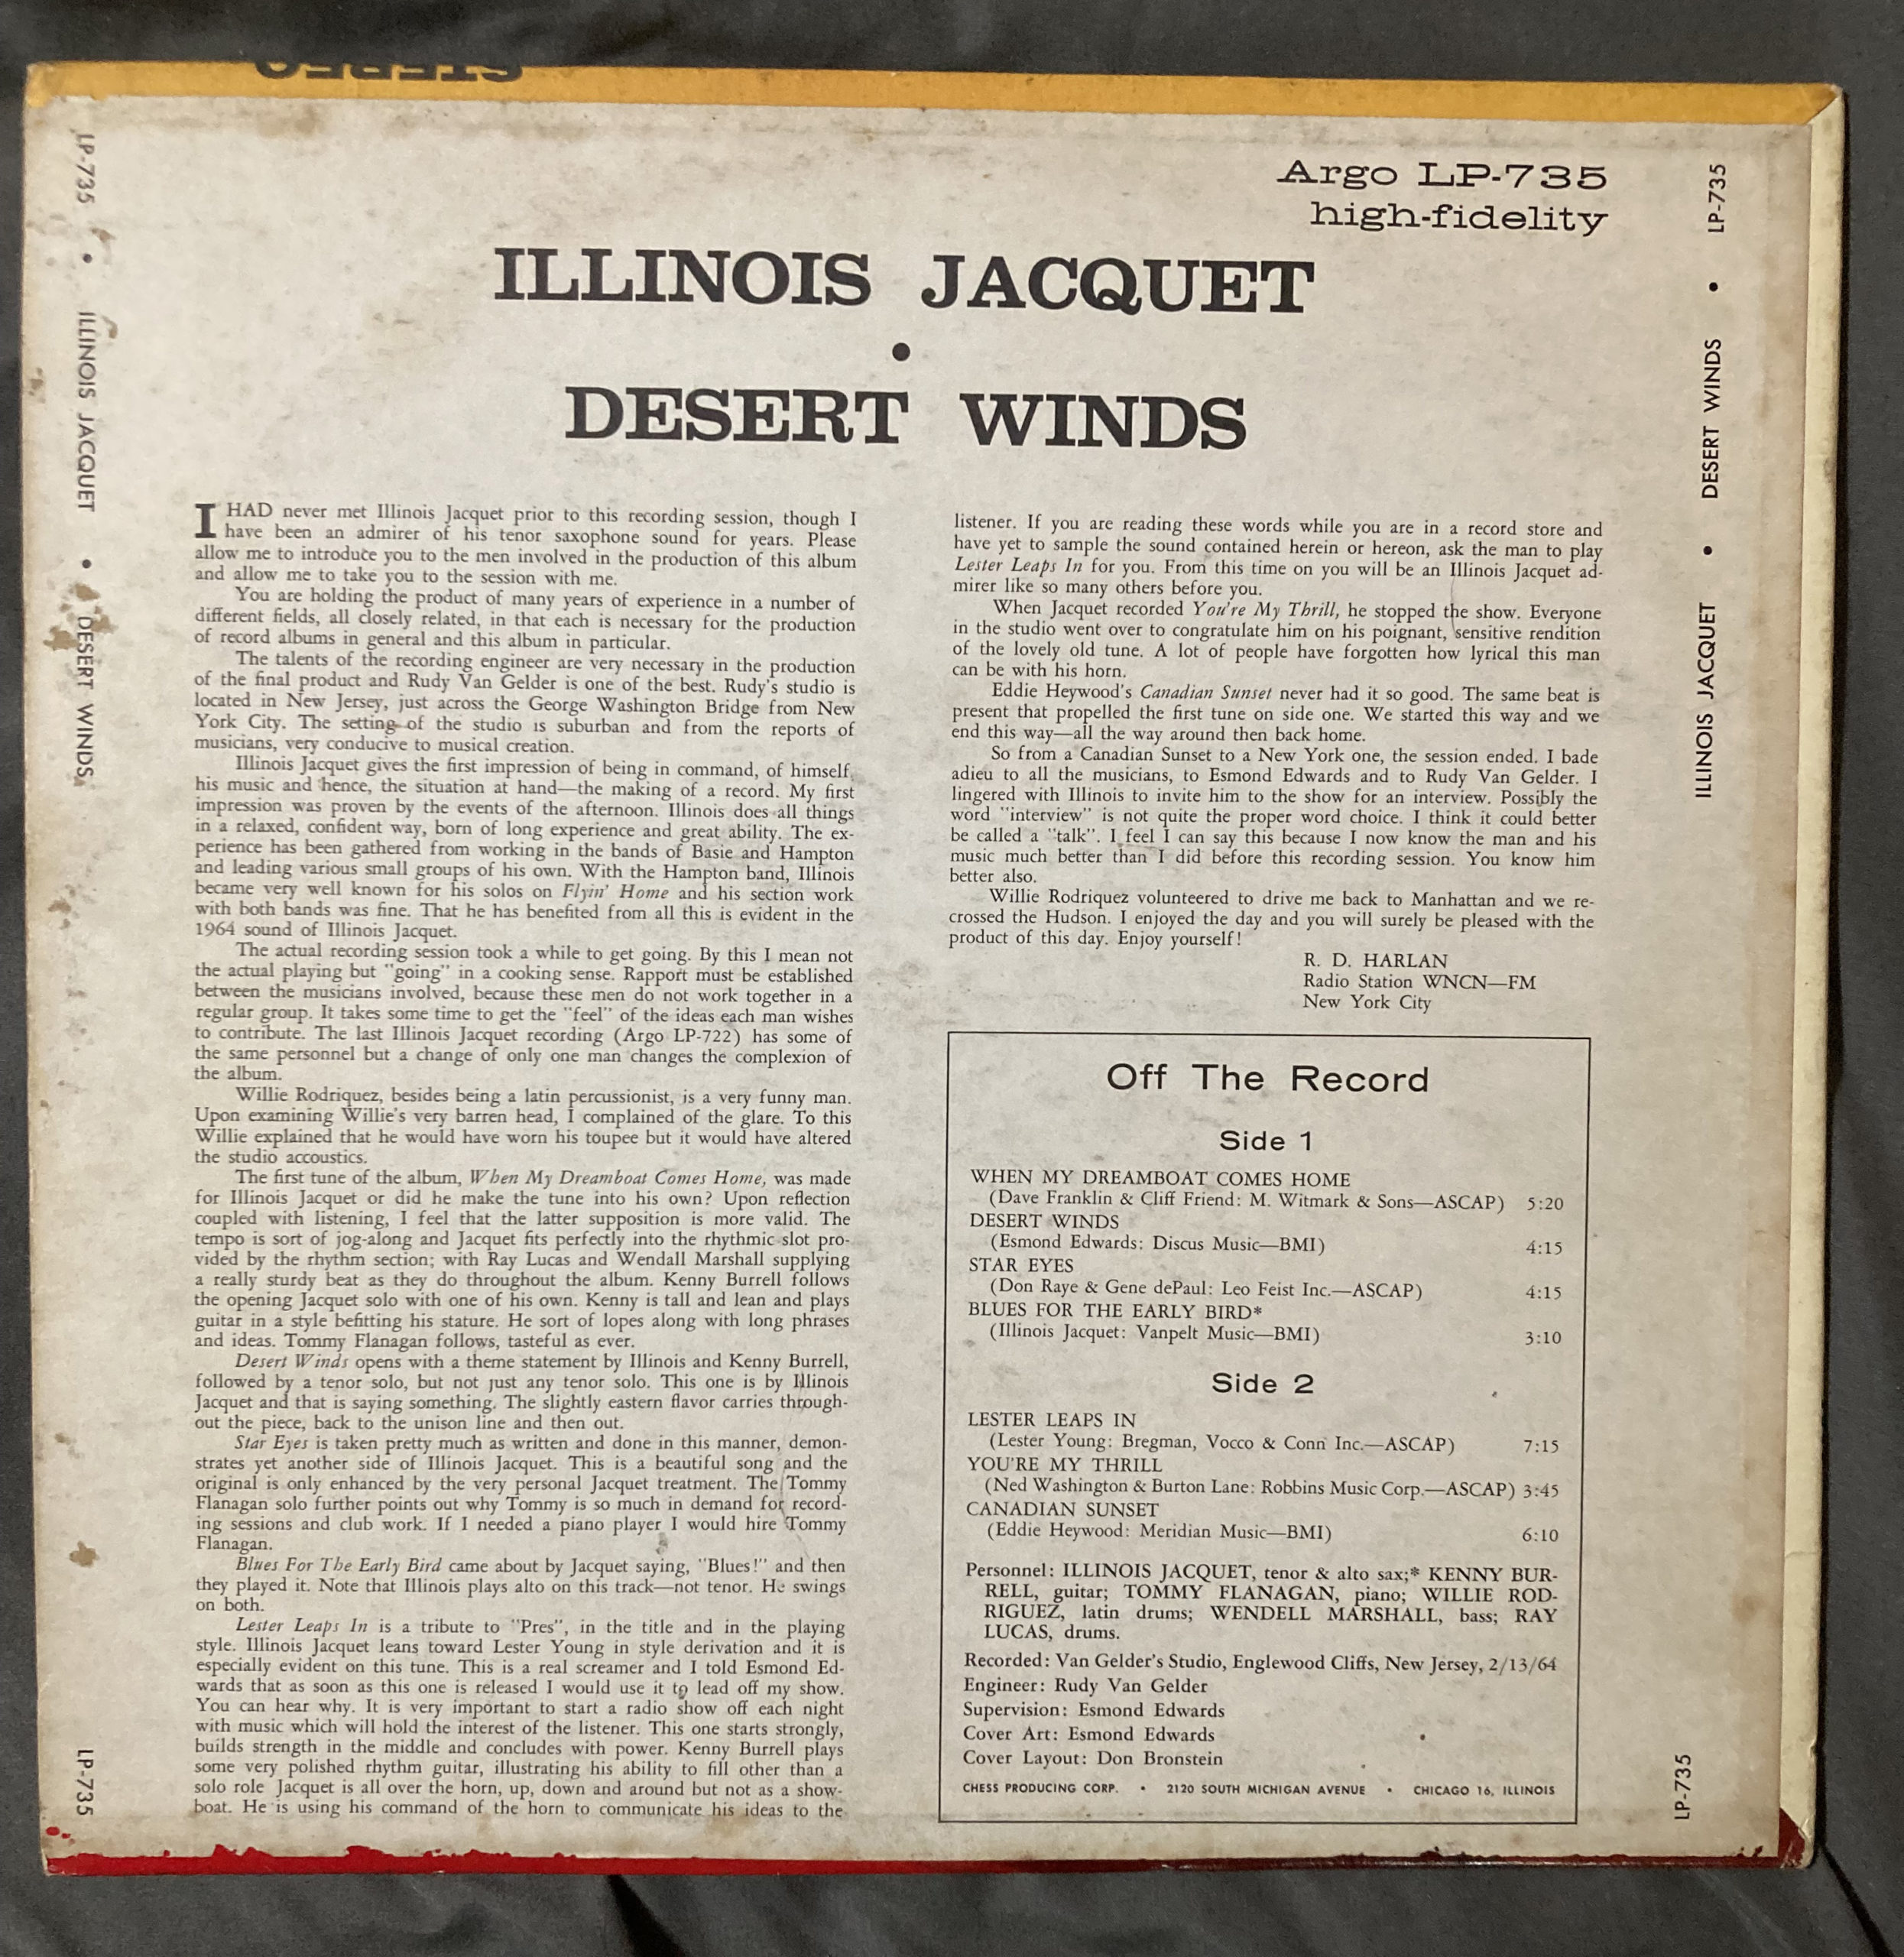 STEREO
LP-735 • ILLINOIS JACQUET • DESERT WINDS LP-735
Argo LP-735
high-fidelity
ILLINOIS JACQUET
•
DESERT WINDS
I HAD never met Illinois Jacquet prior to this recording session, though I
have been an admirer of his tenor saxophone sound for years. Please
allow me to introduce you to the men involved in the production of this album
and allow me to take you to the session with me.
You are holding the product of many years of experience in a number of
different fields, all closely related, in that each is necessary for the production
of record albums in general and this album in particular.
The talents of the recording engineer are very necessary in the production
of the final product and Rudy Van Gelder is one of the best. Rudy's studio is
located in New Jersey, just across the George Washington Bridge from New
York City. The setting of the studio is suburban and from the reports of
musicians, very conducive to musical creation.
Illinois Jacquet gives the first impression of being in command, of himself,
his music and hence, the situation at hand—the making of a record. My first
impression was proven by the events of the afternoon. Illinois does all things
in a relaxed, confident way, born of long experience and great ability. The ex-
perience has been gathered from working in the bands of Basie and Hampton
and leading various small groups of his own. With the Hampton band, Illinois
became very well known for his solos on Flyin' Home and his section work
with both bands was fine. That he has benefited from all this is evident in the
1964 sound of Illinois Jacquet.
The actual recording session took a while to get going. By this I mean not
the actual playing but "going" in a cooking sense. Rapport must be established
between the musicians involved, because these men do not work together in a
regular group. It takes some time to get the "feel" of the ideas each man wishes
to contribute. The last Illinois Jacquet recording (Argo LP-722) has some of
the same personnel but a change of only one man changes the complexion of
the album.
Willie Rodriquez, besides being a latin percussionist, is a very funny man.
Upon examining Willie's very barren head, I complained of the glare. To this
Willie explained that he would have worn his toupee but it would have altered
the studio accoustics.
The first tune of the album, When My Dreamboat Comes Home, was made
for Illinois Jacquet or did he make the tune into his own? Upon reflection
coupled with listening, I feel that the latter supposition is more valid. The
tempo is sort of jog-along and Jacquet fits perfectly into the rhythmic slot pro-
vided by the rhythm section; with Ray Lucas and Wendall Marshall supplying
a really sturdy beat as they do throughout the album. Kenny Burrell follows
the opening Jacquet solo with one of his own. Kenny is tall and lean and plays
guitar in a style befitting his stature. He sort of lopes along with long phrases
and ideas. Tommy Flanagan follows, tasteful as ever.
Desert Winds opens with a theme statement by Illinois and Kenny Burrell,
followed by a tenor solo, but not just any tenor solo. This one is by Illinois
Jacquet and that is saying something. The slightly eastern flavor carries through-
out the piece, back to the unison line and then out.
Star Eyes is taken pretty much as written and done in this manner, demon-
strates yet another side of Illinois Jacquet. This is a beautiful song and the
original is only enhanced by the very personal Jacquet treatment. The Tommy
Flanagan solo further points out why Tommy is so much in demand for record-
ing sessions and club work. If I needed a piano player I would hire Tommy
Flanagan.
Blues For The Early Bird came about by Jacquet saying, "Blues!" and then
they played it. Note that Illinois plays alto on this track—not tenor. He swings
on both.
Lester Leaps In is a tribute to "Pres", in the title and in the playing
style. Illinois Jacquet leans toward Lester Young in style derivation and it is
especially evident on this tune. This is a real screamer and I told Esmond Ed-
wards that as soon as this one is released I would use it to lead off my show.
You can hear why. It is very important to start a radio show off each night
with music which will hold the interest of the listener. This one starts strongly,
builds strength in the middle and concludes with power. Kenny Burrell plays
some very polished rhythm guitar, illustrating his ability to fill other than a
solo role Jacquet is all over the horn, up, down and around but not as a show-
boat. He is using his command of the horn to communicate his ideas to the
listener. If you are reading these words while you are in a record store and
have yet to sample the sound contained herein or hereon, ask the man to play
Lester Leaps In for you. From this time on you will be an Illinois Jacquet ad-
mirer like so many others before you.
When Jacquet recorded You're My Thrill, he stopped the show. Everyone
in the studio went over to congratulate him on his poignant, sensitive rendition
of the lovely old tune. A lot of people have forgotten how lyrical this man
can be with his horn.
Eddie Heywood's Canadian Sunset never had it so good. The same beat is
present that propelled the first tune on side one. We started this way and we
end this way—all the way around then back home.
So from a Canadian Sunset to a New York one, the session ended. I bade
adieu to all the musicians, to Esmond Edwards and to Rudy Van Gelder. I
lingered with Illinois to invite him to the show for an interview. Possibly the
word "interview" is not quite the proper word choice. I think it could better
be called a "talk". I feel I can say this because I now know the man and his
music much better than I did before this recording session. You know him
better also.
Willie Rodriquez volunteered to drive me back to Manhattan and we re-
crossed the Hudson. I enjoyed the day and you will surely be pleased with the
product of this day. Enjoy yourself!
R. D. HARLAN
Radio Station WNCN—FM
New York City
Off The Record
Side 1
WHEN MY DREAMBOAT COMES HOME
(Dave Franklin & Cliff Friend: M. Witmark & Sons—ASCAP) 5:20
DESERT WINDS
(Esmond Edwards: Discus Music—BMI) 4:15
STAR EYES
(Don Raye & Gene dePaul: Leo Feist Inc.—ASCAP) 4:15
BLUES FOR THE EARLY BIRD*
(Illinois Jacquet: Vanpelt Music—BMI) 3:10
Side 2
LESTER LEAPS IN
(Lester Young: Bregman, Vocco & Conn Inc.—ASCAP) 7:15
YOU'RE MY THRILL
(Ned Washington & Burton Lane: Robbins Music Corp.—ASCAP) 3:45
CANADIAN SUNSET
(Eddie Heywood: Meridian Music—BMI) 6:10
Personnel: ILLINOIS JACQUET, tenor & alto sax;* KENNY BUR-
RELL, guitar; TOMMY FLANAGAN, piano; WILLIE ROD-
RIGUEZ, latin drums; WENDELL MARSHALL, bass; RAY
LUCAS, drums.
Recorded: Van Gelder's Studio, Englewood Cliffs, New Jersey, 2/13/64
Engineer: Rudy Van Gelder
Supervision: Esmond Edwards
Cover Art: Esmond Edwards
Cover Layout: Don Bronstein
CHESS PRODUCING CORP. • 2120 SOUTH MICHIGAN AVENUE • CHICAGO 16, ILLINOIS
LP-735 ILLINOIS JACQUET • DESERT WINDS • LP-735